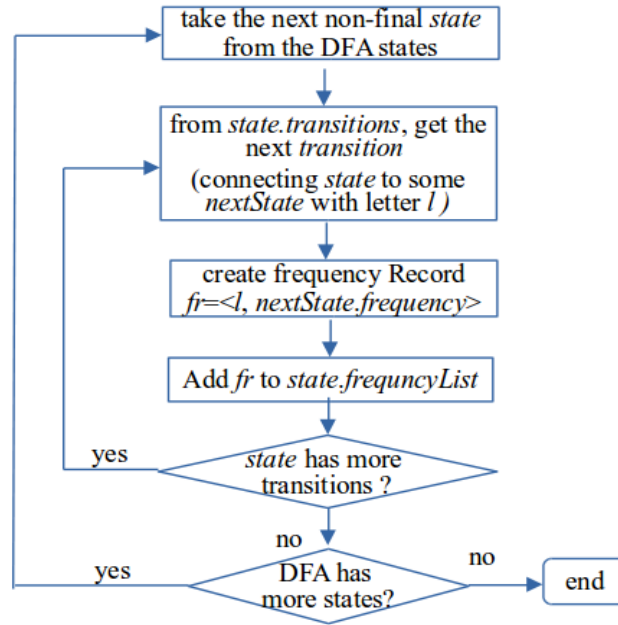 take the next non-final state
from the DFA states
from state.transitions, get the
next transition
(connecting state to some
nextState with letter l )
create frequency Record
fr=<l, nextState.frequency>
Add fr to state.frequncyList
yes
state has more
transitions ?
no
yes
DFA has
more states?
no
end